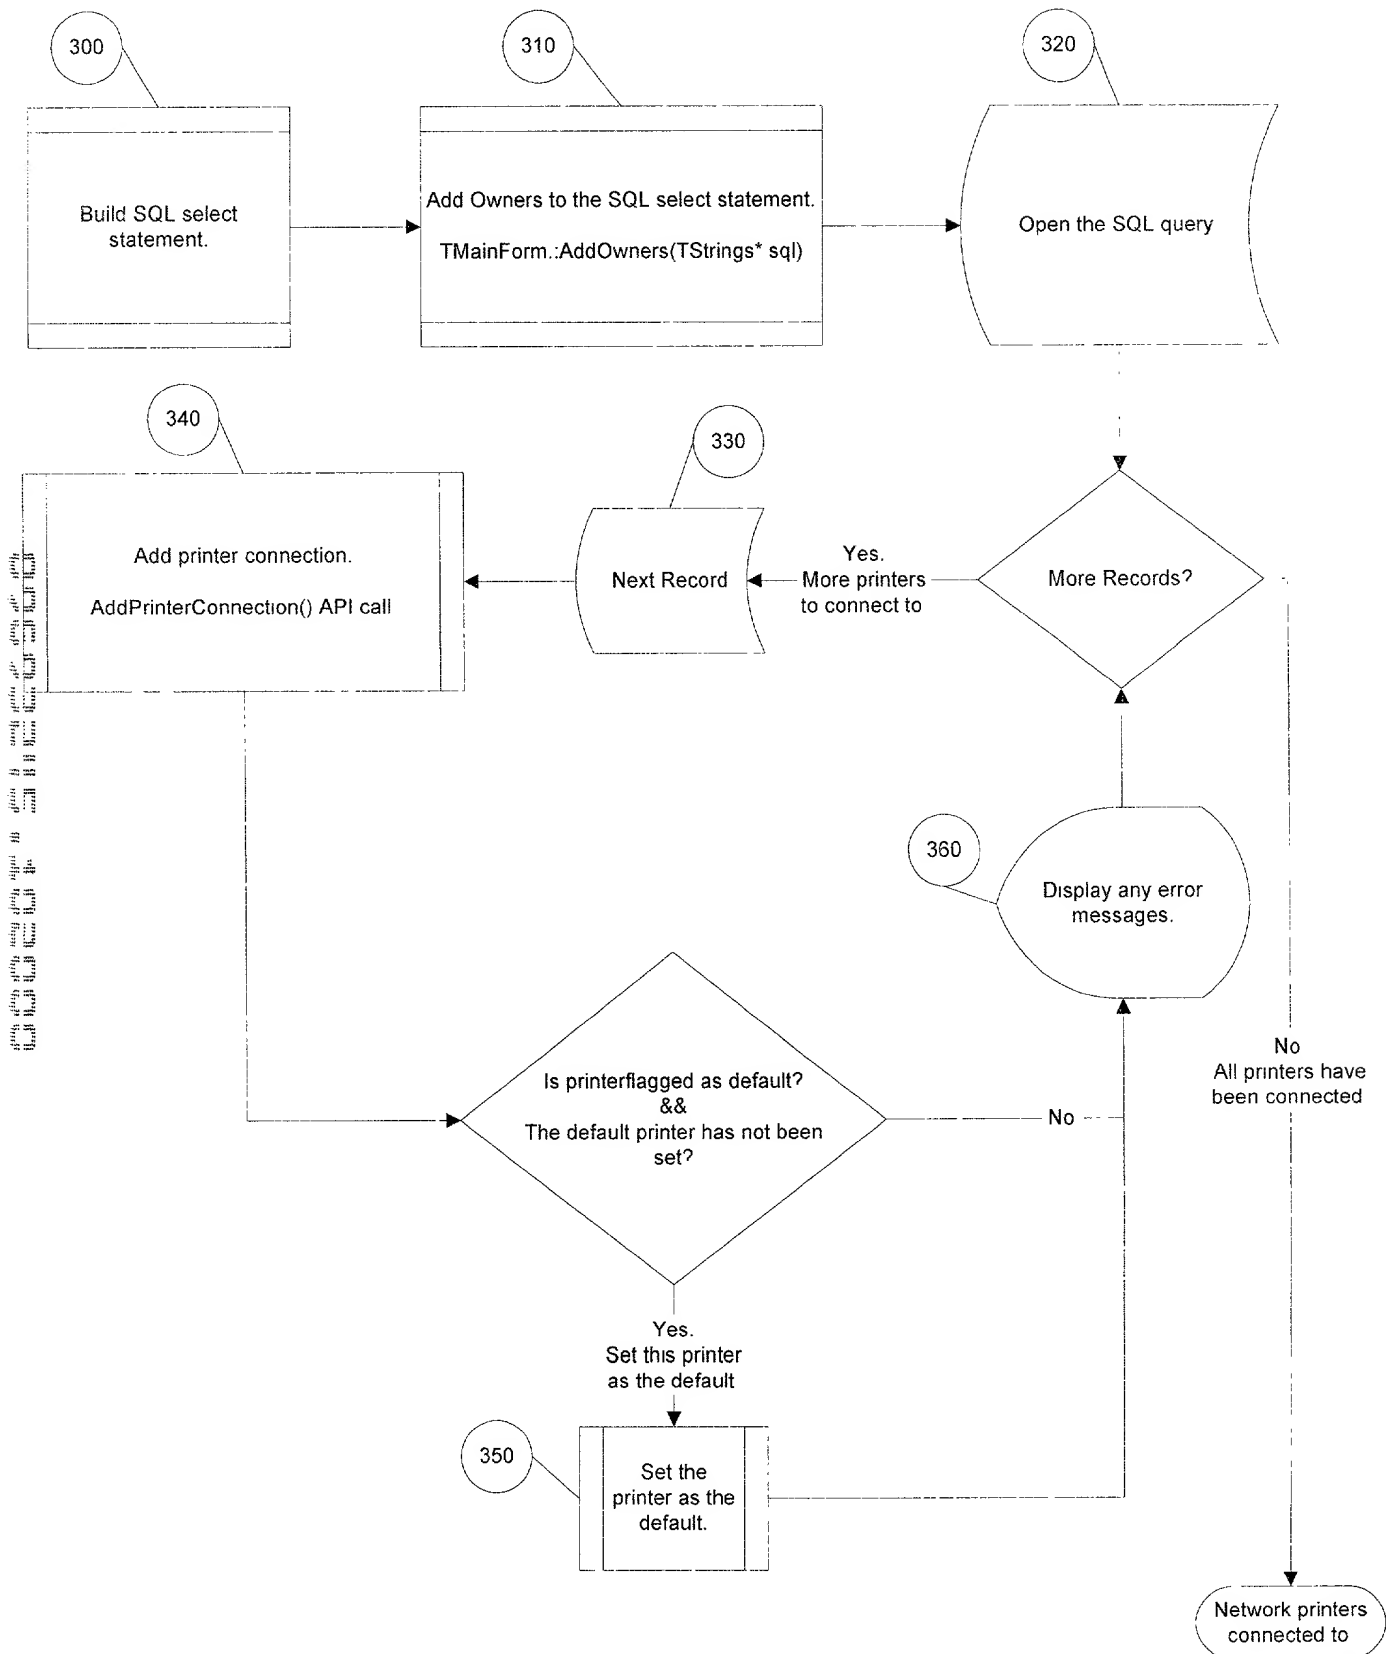 300
310
320
Build SQL select
statement.
Add Owners to the SQL select statement.
TMainForm.:AddOwners(TStrings* sql)
Open the SQL query
340
330
Add printer connection.
AddPrinterConnection() API call
Next Record
Yes.
More printers
to connect to
More Records?
360
Display any error
messages.
Is printerflagged as default?
&&
The default printer has not been
set?
No
No
All printers have
been connected
Yes.
Set this printer
as the default
350
Set the
printer as the
default.
Network printers
connected to